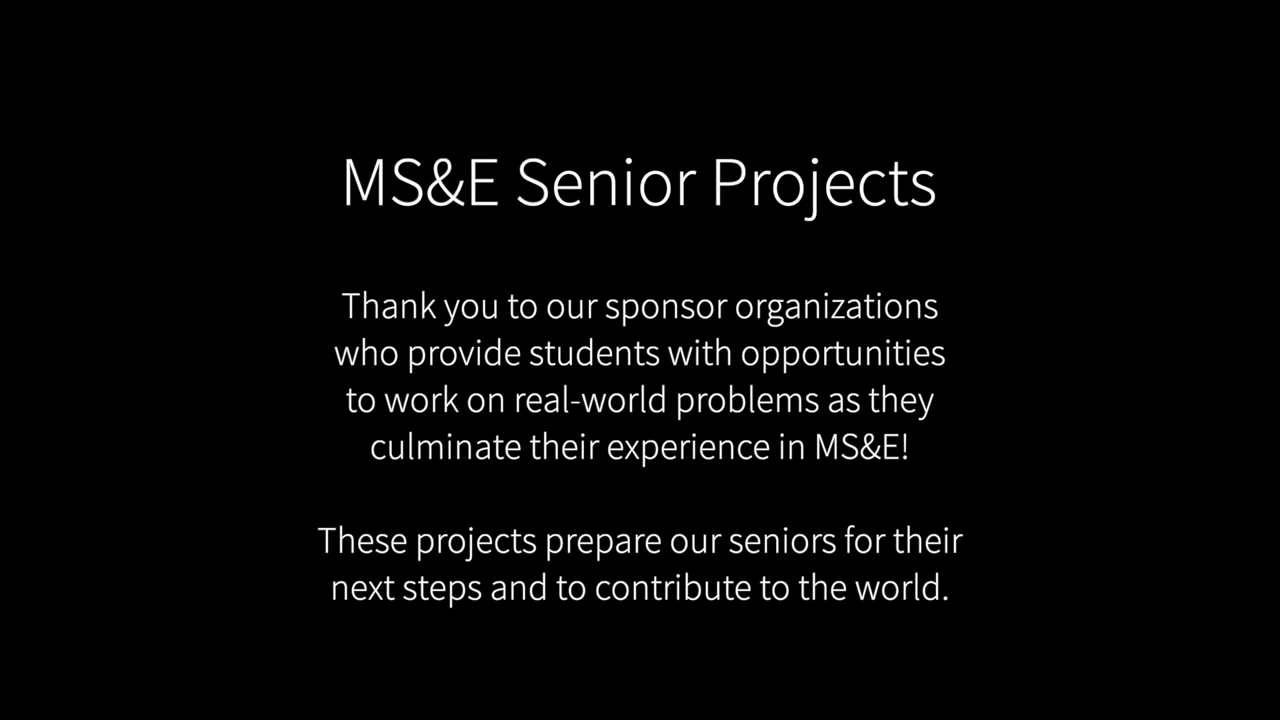 MS&E Senior Projects
Thank you to our sponsor organizations
who provide students with opportunities
to work on real-world problems as they
culminate their experience in MS&E!
These projects prepare our seniors for their
next steps and to contribute to the world.